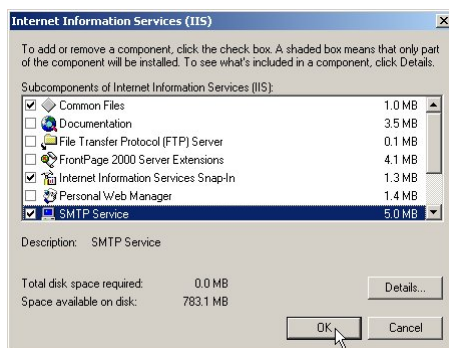 Internet Information Services (IIS)
To add or remove a component, click the check box. A shaded box means that only part
of the component will be installed. To see what's included in a component, click Details.
Subcomponents of Internet Information Services (IIS):
Common Files 1.0 MB
Documentation 3.5 MB
File Transfer Protocol (FTP) Server 0.1 MB
FrontPage 2000 Server Extensions 4.1 MB
Internet Information Services Snap-In 1.3 MB
Personal Web Manager 1.4 MB
SMTP Service 5.0 MB
Description: SMTP Service
Total disk space required: 0.0 MB
Space available on disk: 783.1 MB
Details...
OK Cancel